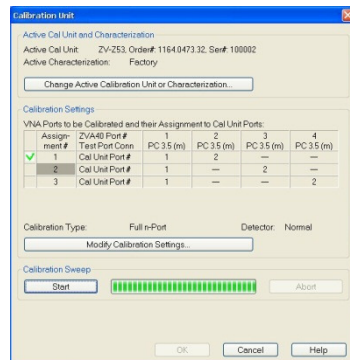 Calibration Unit
Active Cal Unit and Characterization
Active Cal Unit: ZV-Z53, Order#: 1164.0473.32, Ser#: 100002
Active Characterization: Factory
Change Active Calibration Unit or Characterization...
Calibration Settings
VNA Ports to be Calibrated and their Assignment to Cal Unit Ports:
Assign- ZVA40 Port # 1 2 3 4
ment # Test Port Conn PC 3.5 (m) PC 3.5 (m) PC 3.5 (m) PC 3.5 (m)
1 Cal Unit Port # 1 2 — —
2 Cal Unit Port # 1 — 2 —
3 Cal Unit Port # 1 — — 2
Calibration Type: Full n-Port Detector: Normal
Modify Calibration Settings...
Calibration Sweep
Start Abort
OK Cancel Help